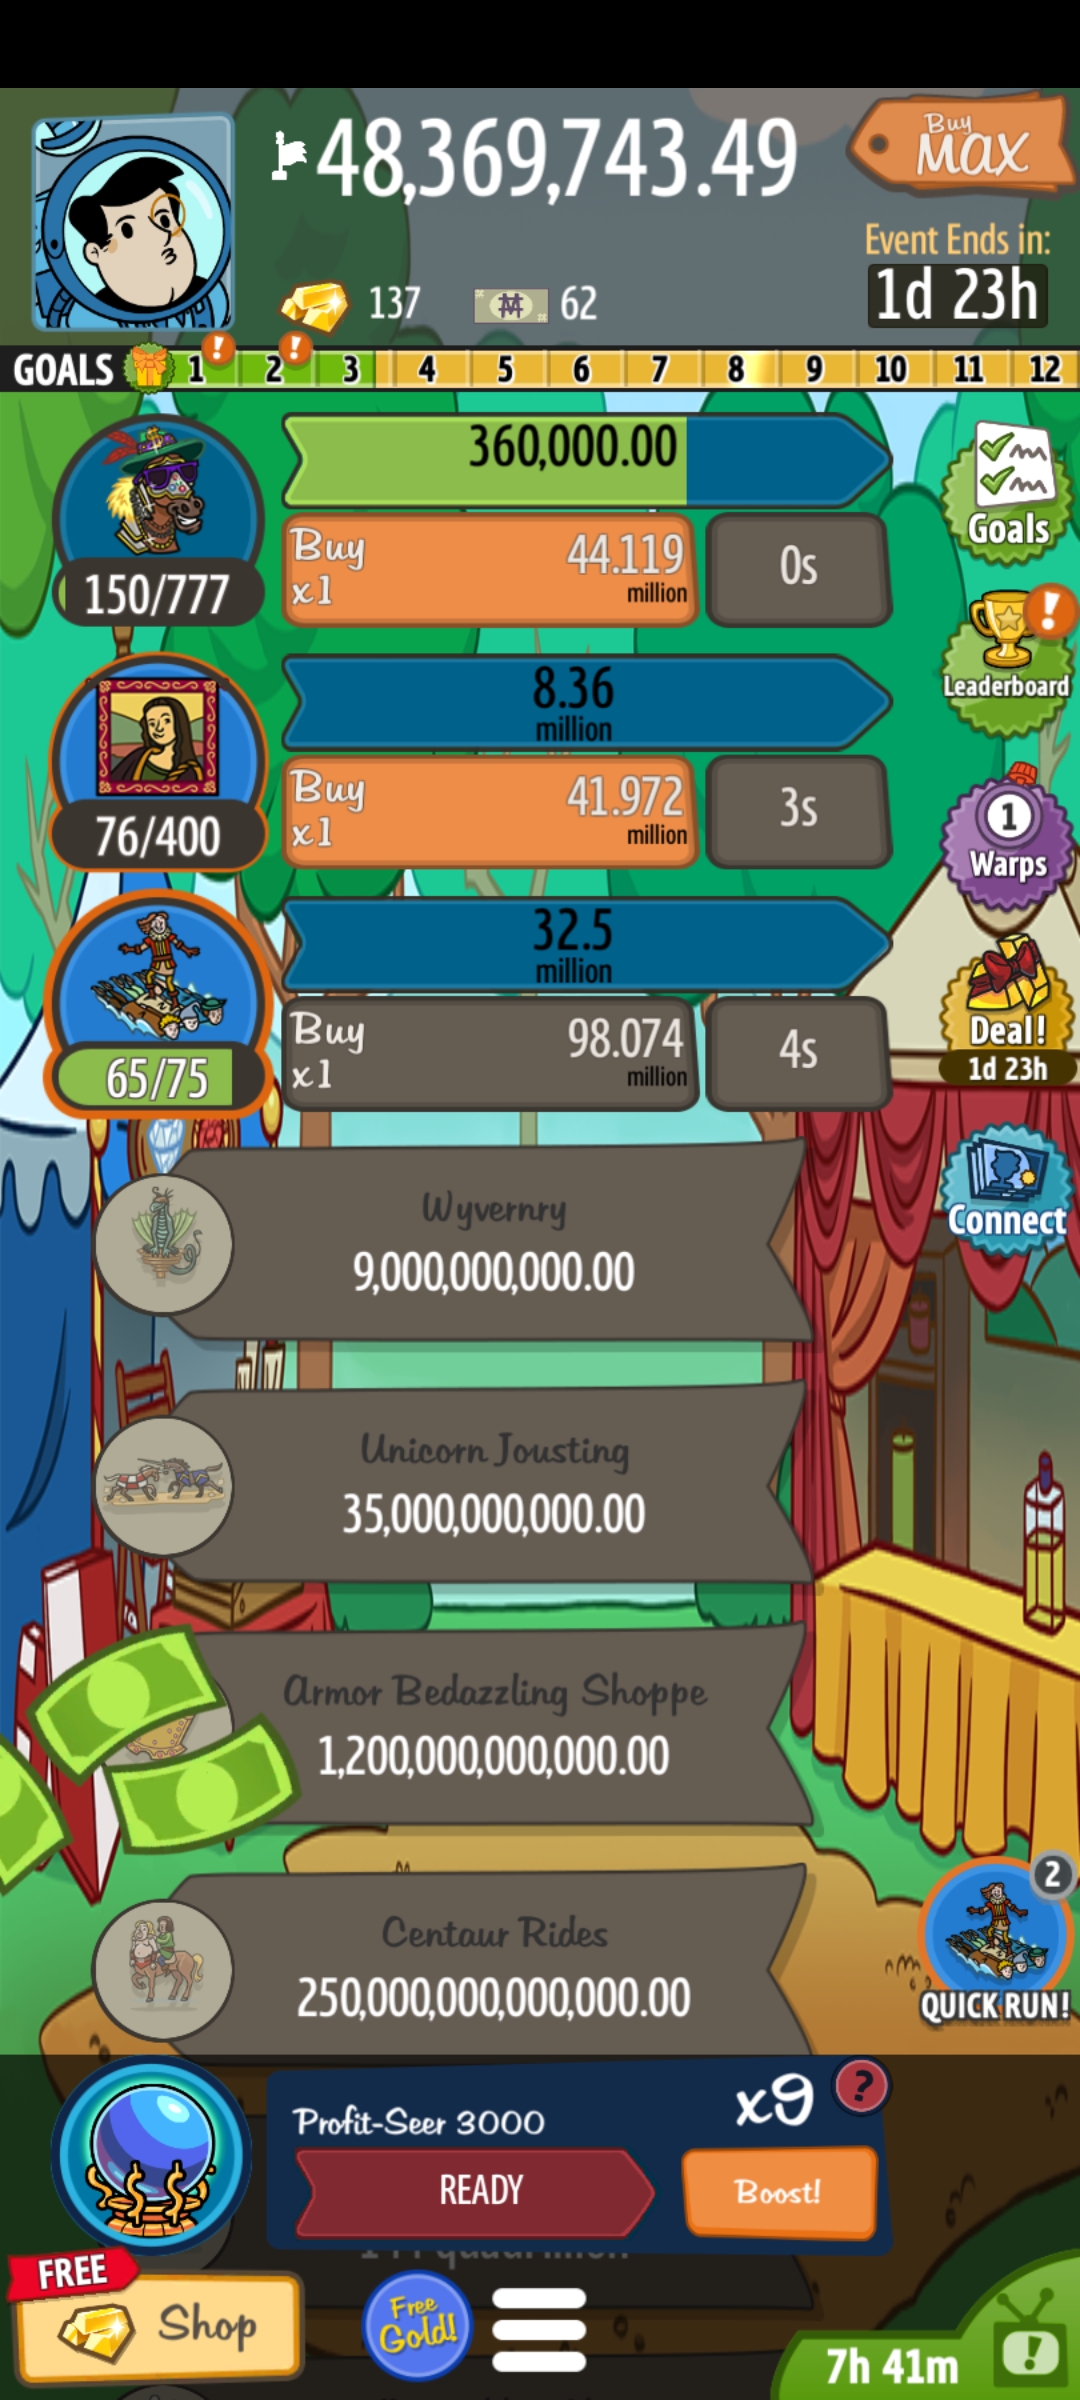 48,369,743.49
Buy
MAX
Event Ends in:
1d 23h
137
62
GOALS 1 ! 2 ! 3 4 5 6 7 8 9 10 11 12
360,000.00
Buy
x1
44.119
million
0s
150/777
Goals
8.36
million
Buy
x1
41.972
million
3s
76/400
!
Leaderboard
1
Warps
32.5
million
Buy
x1
98.074
million
4s
65/75
Deal!
1d 23h
Connect
Wyvernry
9,000,000,000.00
Unicorn Jousting
35,000,000,000.00
Armor Bedazzling Shoppe
1,200,000,000,000.00
Centaur Rides
250,000,000,000,000.00
2
QUICK RUN!
Profit-Seer 3000
x9
?
READY
Boost!
FREE
Shop
Free
Gold!
7h 41m
!